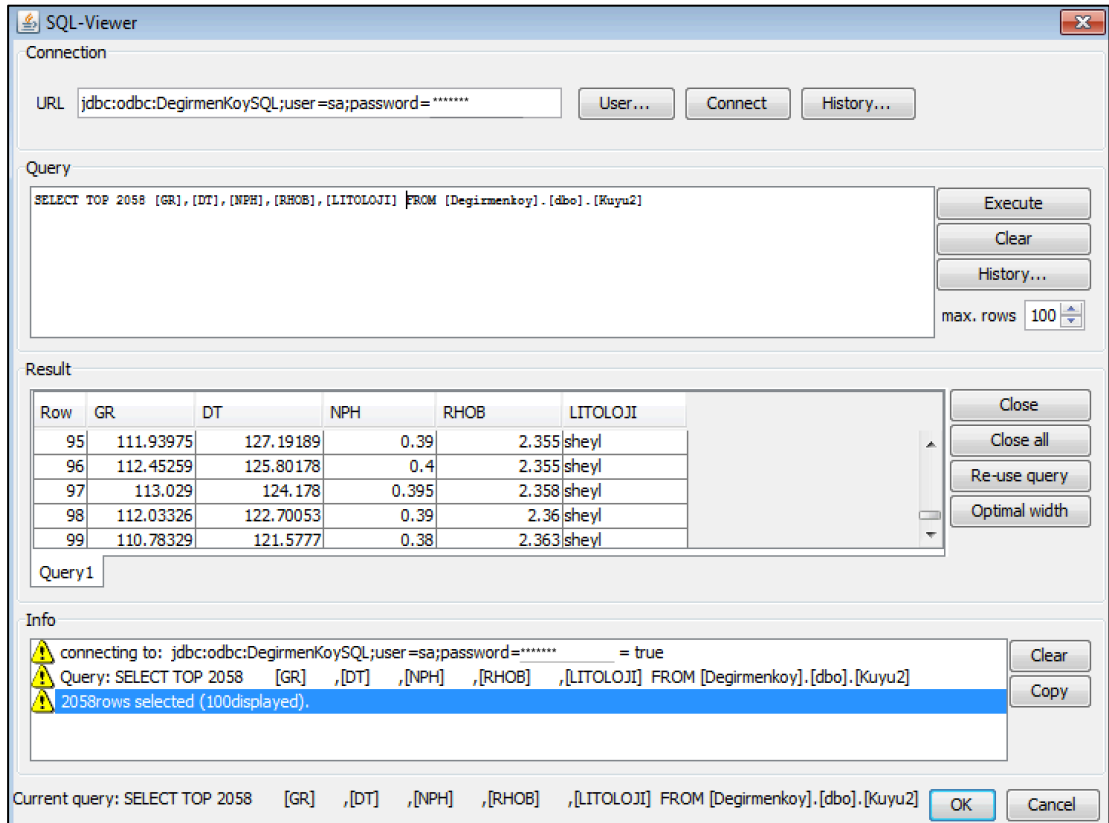 SQL-Viewer
Connection
URL jdbc:odbc:DegirmenKoySQL;user=sa;password=******* User... Connect History...
Query
SELECT TOP 2058 [GR],[DT],[NPH],[RHOB],[LITOLOJI] FROM [Degirmenkoy].[dbo].[Kuyu2]
Execute
Clear
History...
max. rows 100
Result
Row GR DT NPH RHOB LITOLOJI
95 111.93975 127.19189 0.39 2.355 sheyl
96 112.45259 125.80178 0.4 2.355 sheyl
97 113.029 124.178 0.395 2.358 sheyl
98 112.03326 122.70053 0.39 2.36 sheyl
99 110.78329 121.5777 0.38 2.363 sheyl
Close
Close all
Re-use query
Optimal width
Query1
Info
connecting to: jdbc:odbc:DegirmenKoySQL;user=sa;password=******* = true
Query: SELECT TOP 2058 [GR] ,[DT] ,[NPH] ,[RHOB] ,[LITOLOJI] FROM [Degirmenkoy].[dbo].[Kuyu2]
2058rows selected (100displayed).
Clear
Copy
Current query: SELECT TOP 2058 [GR] ,[DT] ,[NPH] ,[RHOB] ,[LITOLOJI] FROM [Degirmenkoy].[dbo].[Kuyu2] OK Cancel